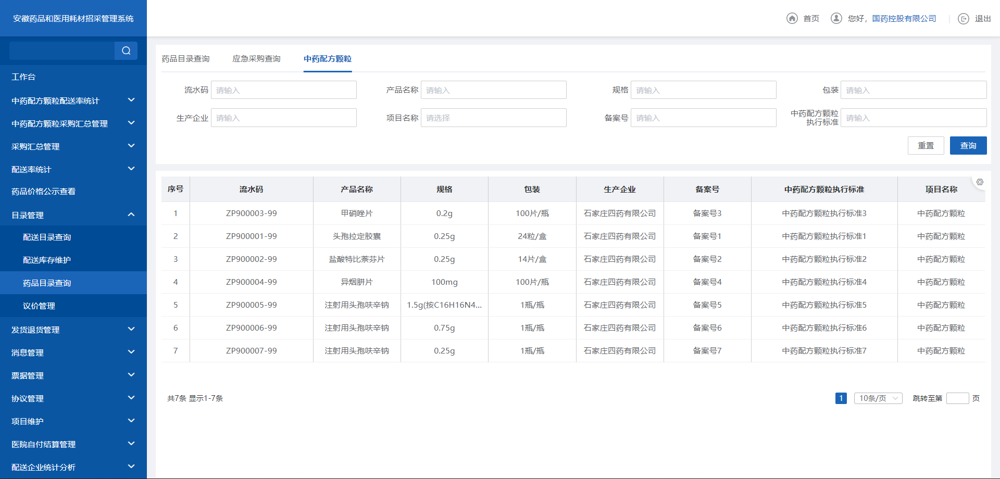 安徽药品和医用耗材招采管理系统
首页
您好，国药控股有限公司
退出
工作台
中药配方颗粒配送率统计
中药配方颗粒采购汇总管理
采购汇总管理
配送率统计
药品价格公示查看
目录管理
配送目录查询
配送库存维护
药品目录查询
议价管理
发货退货管理
消息管理
票据管理
协议管理
项目维护
医院自付结算管理
配送企业统计分析
药品目录查询 应急采购查询 中药配方颗粒
流水码 请输入 产品名称 请输入 规格 请输入 包装 请输入
生产企业 请输入 项目名称 请选择 备案号 请输入 中药配方颗粒
执行标准 请输入
重置 查询
序号 流水码 产品名称 规格 包装 生产企业 备案号 中药配方颗粒执行标准 项目名称
1 ZP900003-99 甲硝唑片 0.2g 100片/瓶 石家庄四药有限公司 备案号3 中药配方颗粒执行标准3 中药配方颗粒
2 ZP900001-99 头孢拉定胶囊 0.25g 24粒/盒 石家庄四药有限公司 备案号1 中药配方颗粒执行标准1 中药配方颗粒
3 ZP900002-99 盐酸特比萘芬片 0.25g 14片/盒 石家庄四药有限公司 备案号2 中药配方颗粒执行标准2 中药配方颗粒
4 ZP900004-99 异烟肼片 100mg 100片/瓶 石家庄四药有限公司 备案号4 中药配方颗粒执行标准4 中药配方颗粒
5 ZP900005-99 注射用头孢呋辛钠 1.5g(按C16H16N4... 1瓶/瓶 石家庄四药有限公司 备案号5 中药配方颗粒执行标准5 中药配方颗粒
6 ZP900006-99 注射用头孢呋辛钠 0.75g 1瓶/瓶 石家庄四药有限公司 备案号6 中药配方颗粒执行标准6 中药配方颗粒
7 ZP900007-99 注射用头孢呋辛钠 0.25g 1瓶/瓶 石家庄四药有限公司 备案号7 中药配方颗粒执行标准7 中药配方颗粒
共7条 显示1-7条 1 10条/页 跳转至第 页